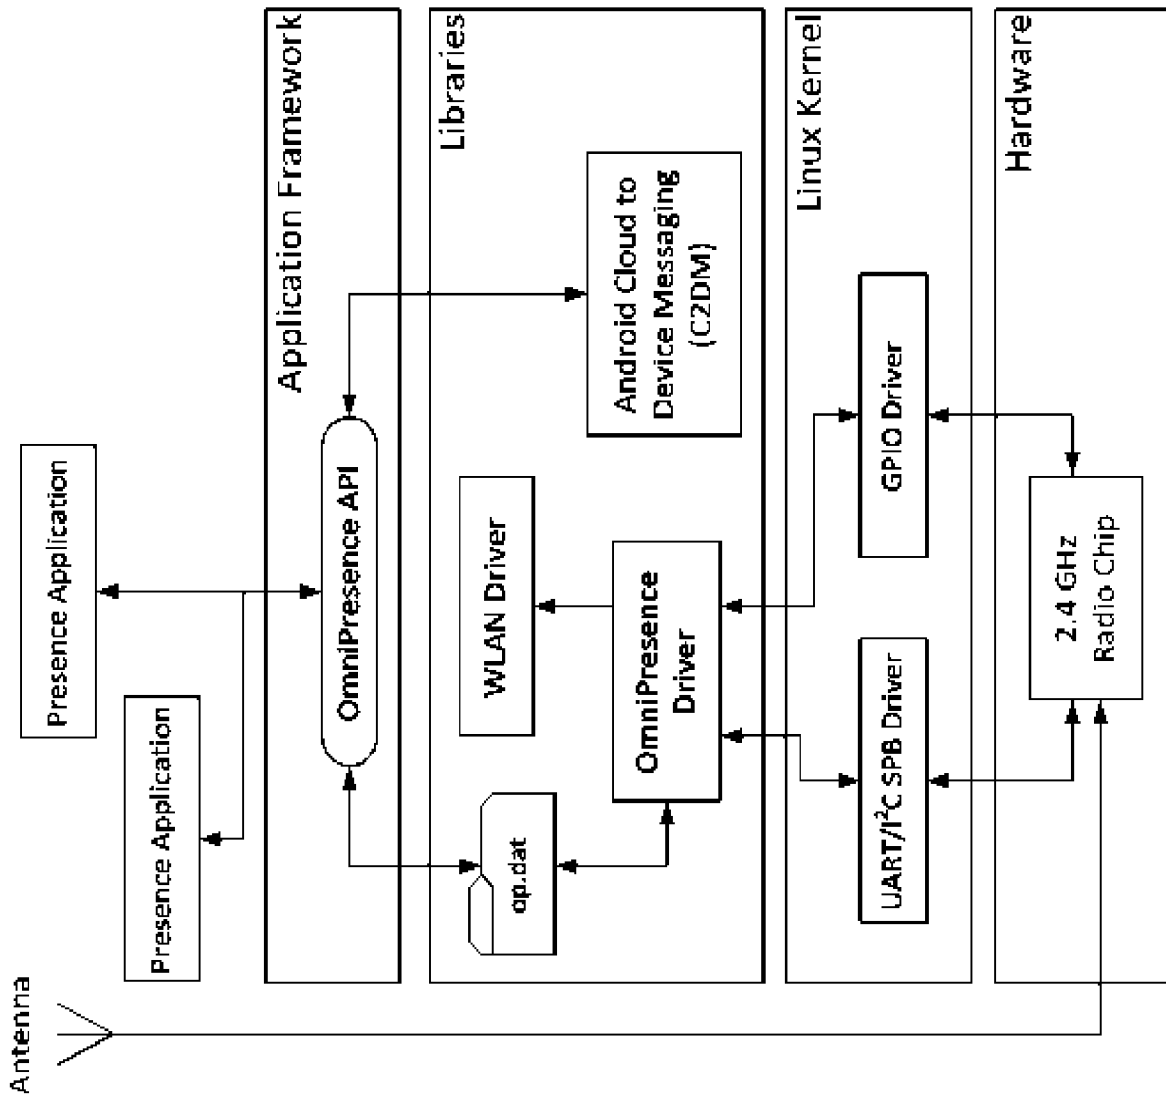 Antenna
Presence Application
Presence Application
Application Framework
OmniPresence API
Libraries
op.dat
WLAN Driver
OmniPresence
Driver
Android Cloud to
Device Messaging
(C2DM)
Linux Kernel
UART/I²C SPB Driver
GPIO Driver
Hardware
2.4 GHz
Radio Chip